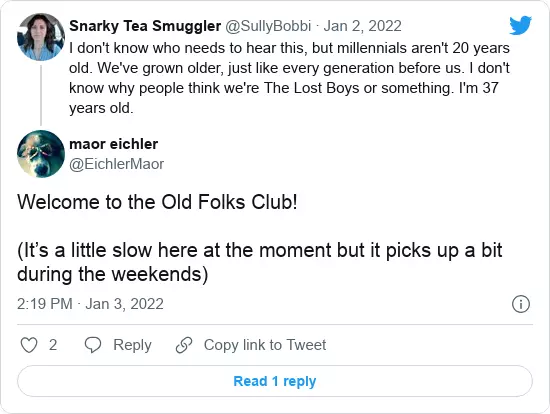 Snarky Tea Smuggler @SullyBobbi · Jan 2, 2022
I don't know who needs to hear this, but millennials aren't 20 years
old. We've grown older, just like every generation before us. I don't
know why people think we're The Lost Boys or something. I'm 37
years old.
maor eichler
@EichlerMaor
Welcome to the Old Folks Club!
(It’s a little slow here at the moment but it picks up a bit
during the weekends)
2:19 PM · Jan 3, 2022
2 Reply Copy link to Tweet
Read 1 reply